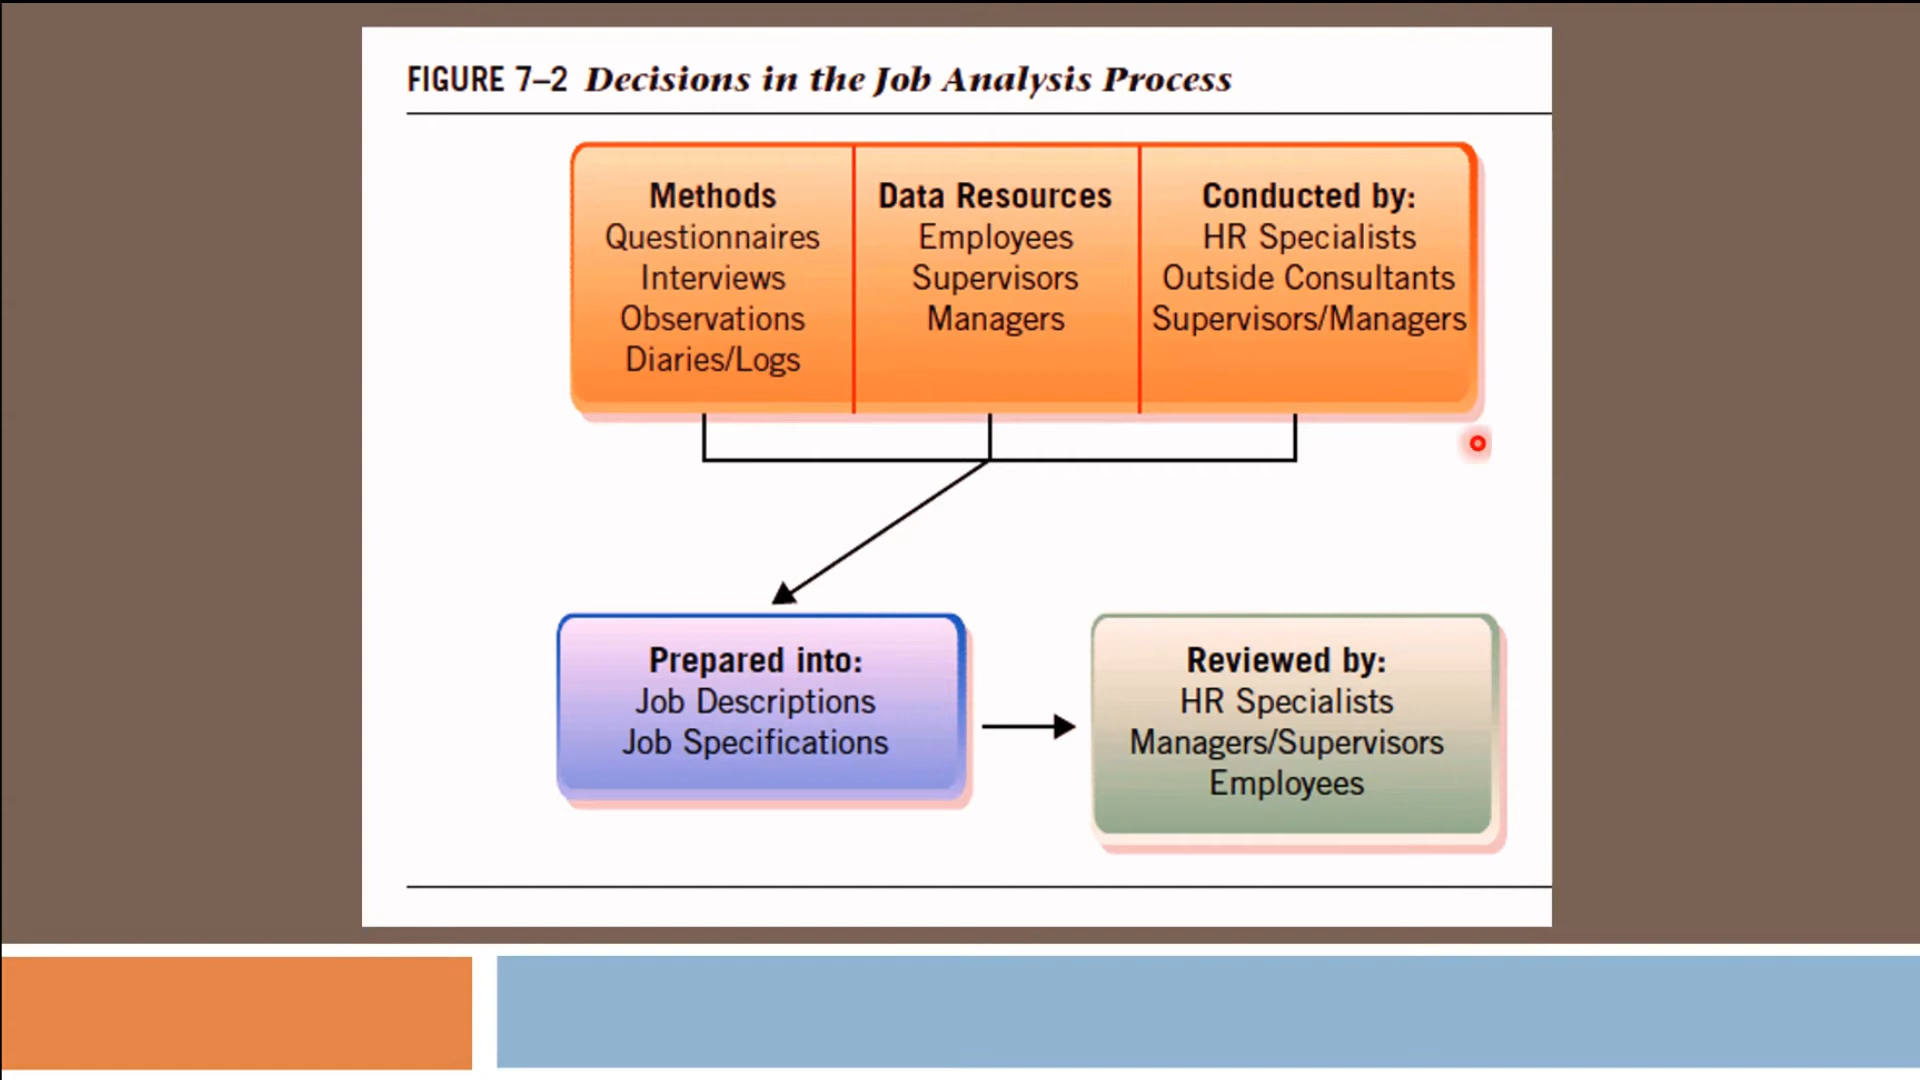 FIGURE 7–2 Decisions in the Job Analysis Process
Methods
Questionnaires
Interviews
Observations
Diaries/Logs
Data Resources
Employees
Supervisors
Managers
Conducted by:
HR Specialists
Outside Consultants
Supervisors/Managers
Prepared into:
Job Descriptions
Job Specifications
Reviewed by:
HR Specialists
Managers/Supervisors
Employees